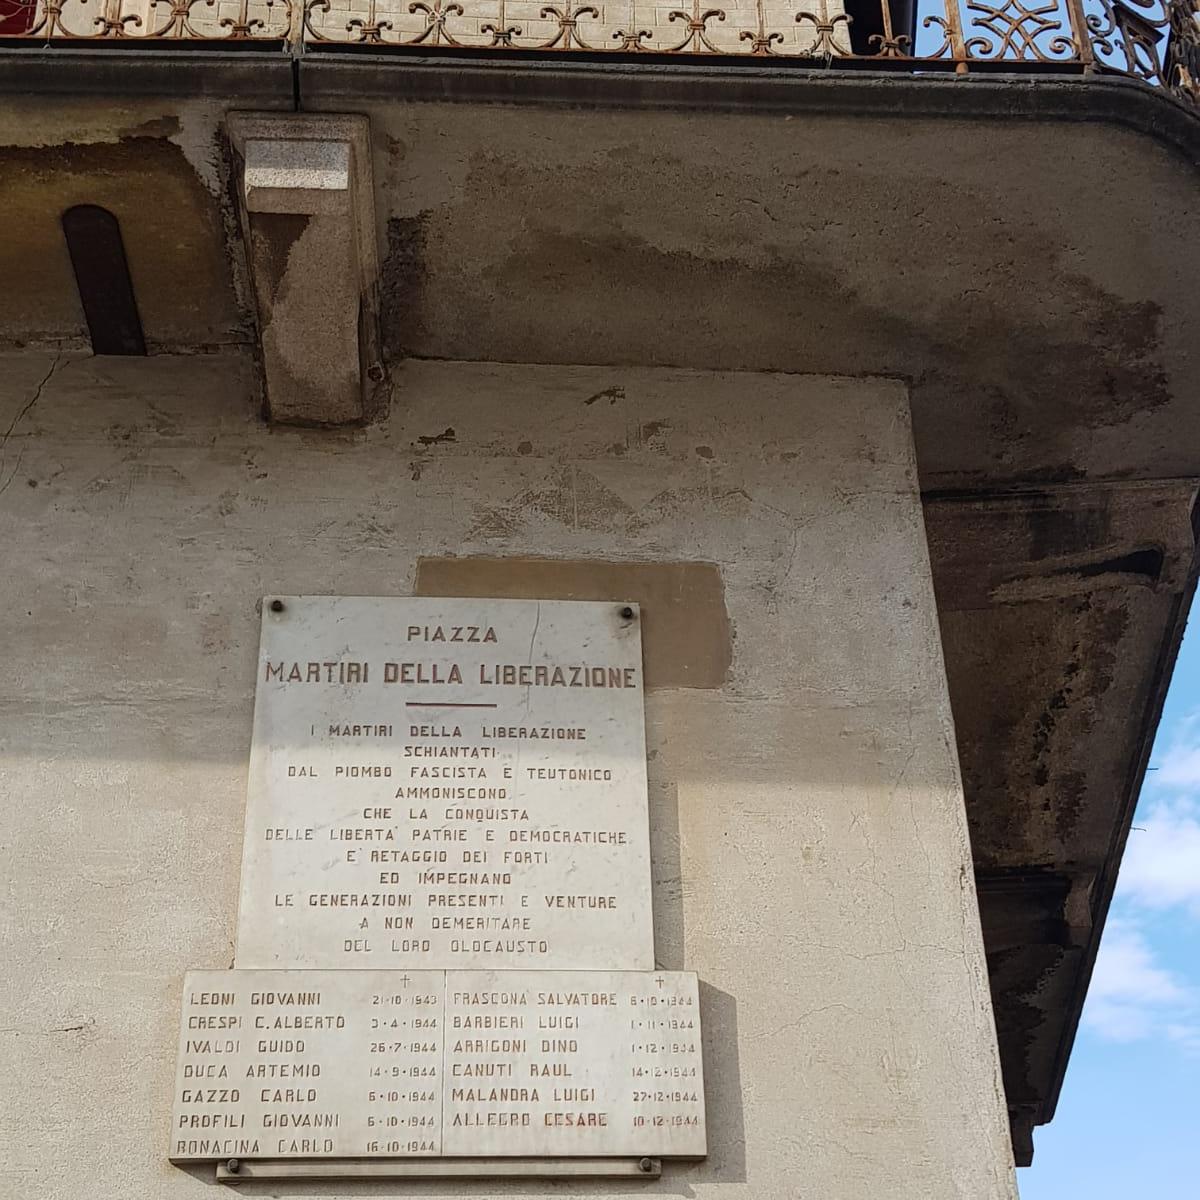 PIAZZA
MARTIRI DELLA LIBERAZIONE
I MARTIRI DELLA LIBERAZIONE
SCHIANTATI
DAL PIOMBO FASCISTA E TEUTONICO
AMMONISCONO
CHE LA CONQUISTA
DELLE LIBERTA' PATRIE E DEMOCRATICHE
E' RETAGGIO DEI FORTI
ED IMPEGNANO
LE GENERAZIONI PRESENTI E VENTURE
A NON DEMERITARE
DEL LORO OLOCAUSTO
LEONI GIOVANNI 21·10·1943
CRESPI C. ALBERTO 3·4·1944
IVALDI GUIDO 26·7·1944
DUCA ARTEMIO 14·9·1944
GAZZO CARLO 6·10·1944
PROFILI GIOVANNI 6·10·1944
BONACINA CARLO 16·10·1944
FRASCONA' SALVATORE 6·10·1944
BARBIERI LUIGI 1·11·1944
ARRIGONI DINO 1·12·1944
CANUTI RAUL 14·12·1944
MALANDRA LUIGI 27·12·1944
ALLEGRO CESARE 10·12·1944